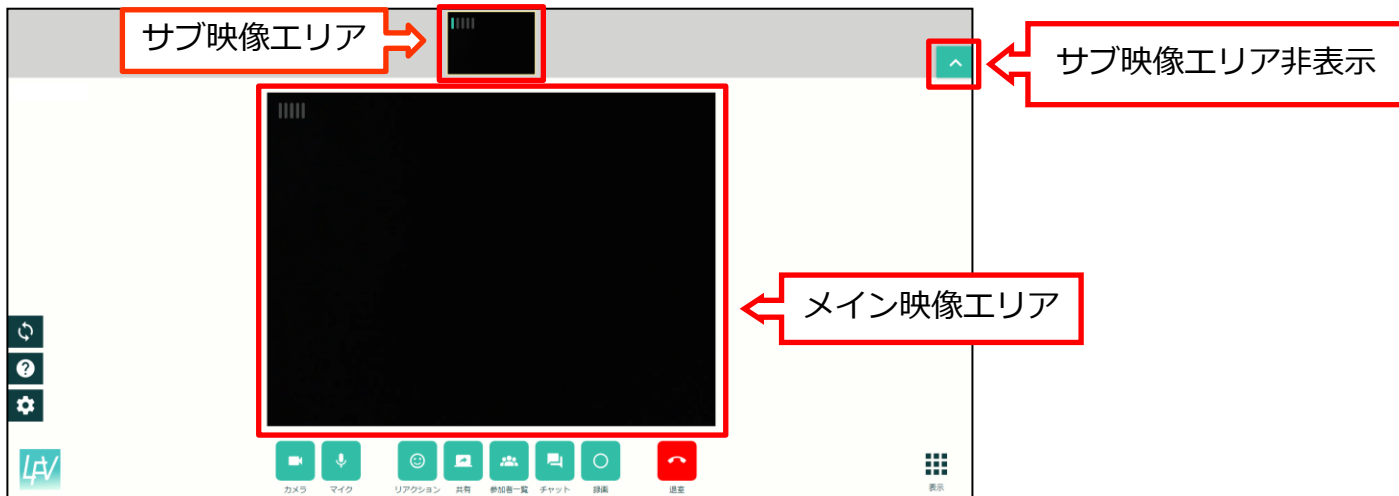 サブ映像エリア
サブ映像エリア非表示
メイン映像エリア
カメラ
マイク
リアクション
共有
参加者一覧
チャット
録画
退室
表示